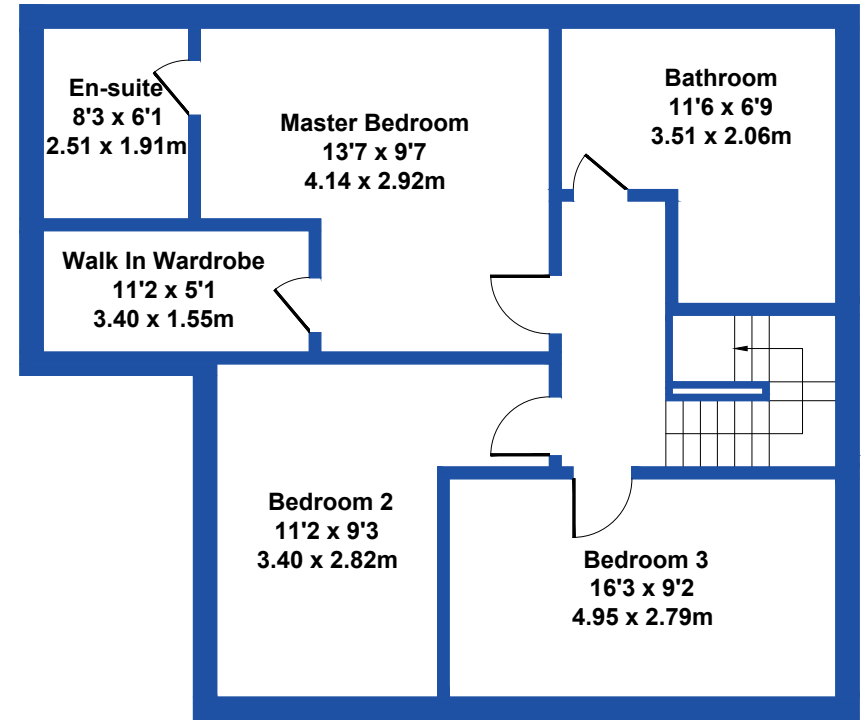 En-suite
8'3 x 6'1
2.51 x 1.91m
Master Bedroom
13'7 x 9'7
4.14 x 2.92m
Bathroom
11'6 x 6'9
3.51 x 2.06m
Walk In Wardrobe
11'2 x 5'1
3.40 x 1.55m
Bedroom 2
11'2 x 9'3
3.40 x 2.82m
Bedroom 3
16'3 x 9'2
4.95 x 2.79m